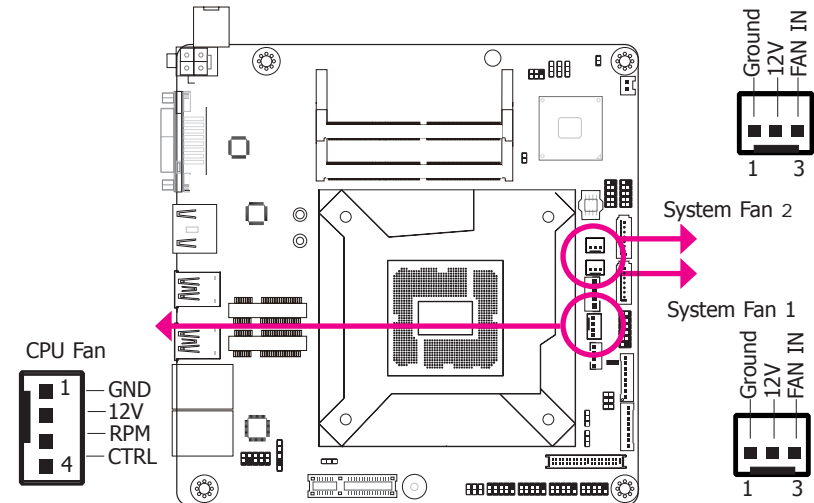 Ground
12V
FAN IN
1 3
System Fan 2
System Fan 1
CPU Fan
1
GND
12V
RPM
CTRL
4
Ground
12V
FAN IN
1 3